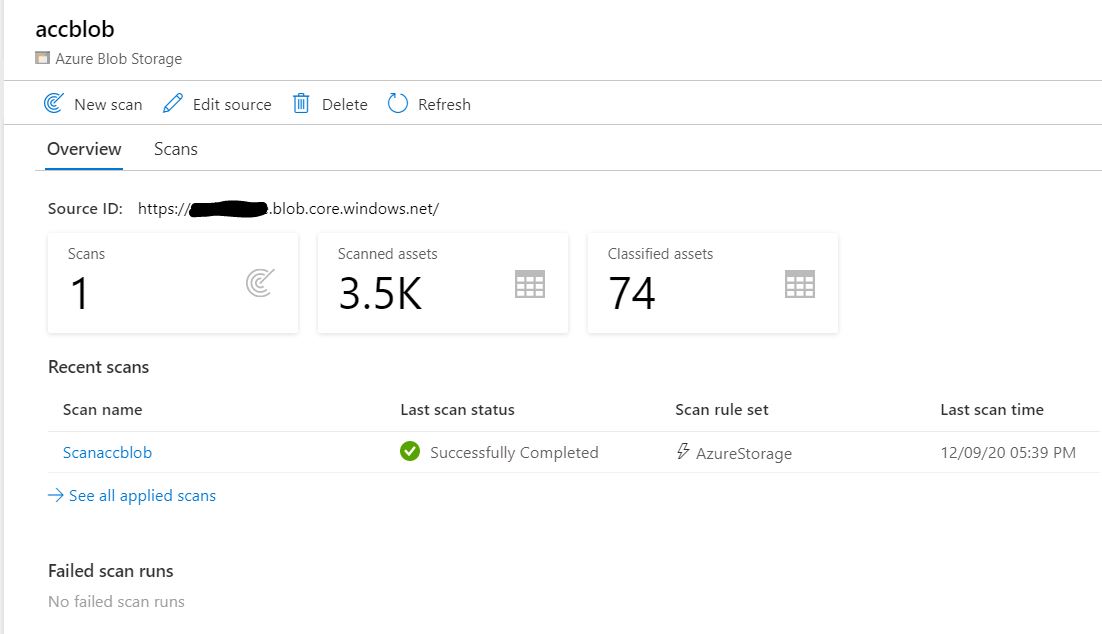 accblob
Azure Blob Storage
New scan Edit source Delete Refresh
Overview Scans
Source ID: https:// .blob.core.windows.net/
Scans Scanned assets Classified assets
1 3.5K 74
Recent scans
Scan name Last scan status Scan rule set Last scan time
Scanaccblob Successfully Completed AzureStorage 12/09/20 05:39 PM
See all applied scans
Failed scan runs
No failed scan runs